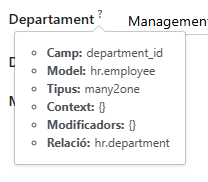 Departament ? Management
Camp: department_id
Model: hr.employee
Tipus: many2one
Context: {}
Modificadors: {}
Relació: hr.department